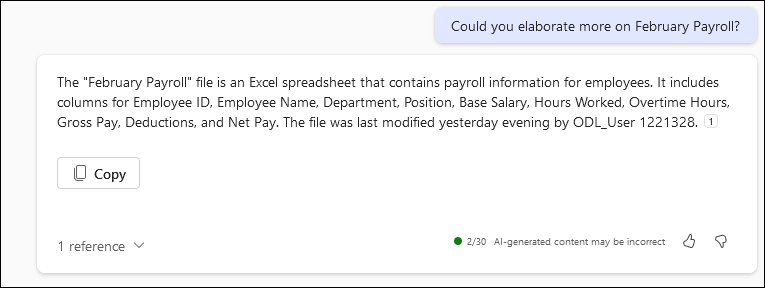 Could you elaborate more on February Payroll?
The "February Payroll" file is an Excel spreadsheet that contains payroll information for employees. It includes
columns for Employee ID, Employee Name, Department, Position, Base Salary, Hours Worked, Overtime Hours,
Gross Pay, Deductions, and Net Pay. The file was last modified yesterday evening by ODL_User 1221328. 1
Copy
1 reference
2/30 AI-generated content may be incorrect